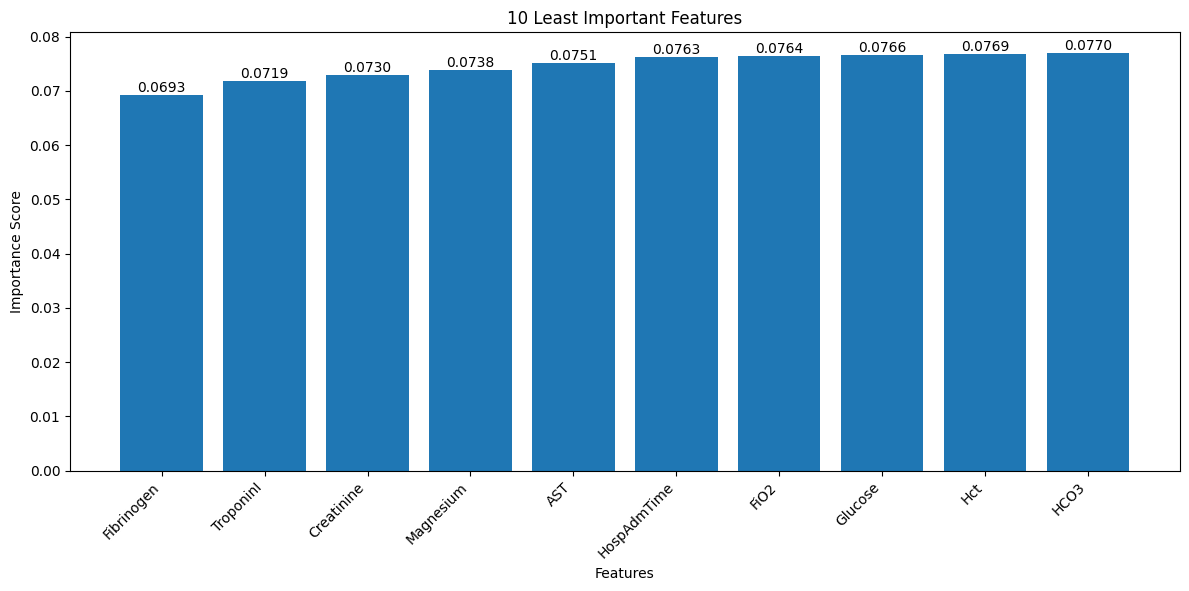 10 Least Important Features
Importance Score
0.08
0.07
0.06
0.05
0.04
0.03
0.02
0.01
0.00
0.0693
0.0719
0.0730
0.0738
0.0751
0.0763
0.0764
0.0766
0.0769
0.0770
Fibrinogen
TroponinI
Creatinine
Magnesium
AST
HospAdmTime
FiO2
Glucose
Hct
HCO3
Features